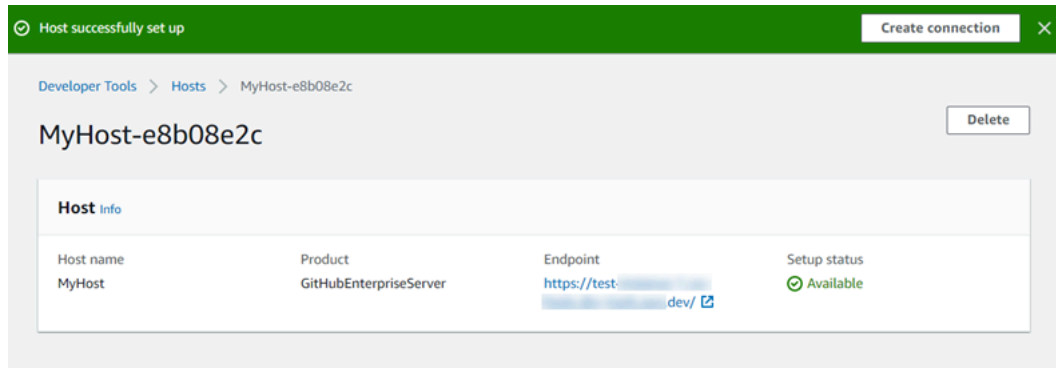 Host successfully set up
Create connection
Developer Tools > Hosts > MyHost-e8b08e2c
MyHost-e8b08e2c
Delete
Host Info
Host name
Product
Endpoint
Setup status
MyHost
GitHubEnterpriseServer
https://test-
dev/
Available